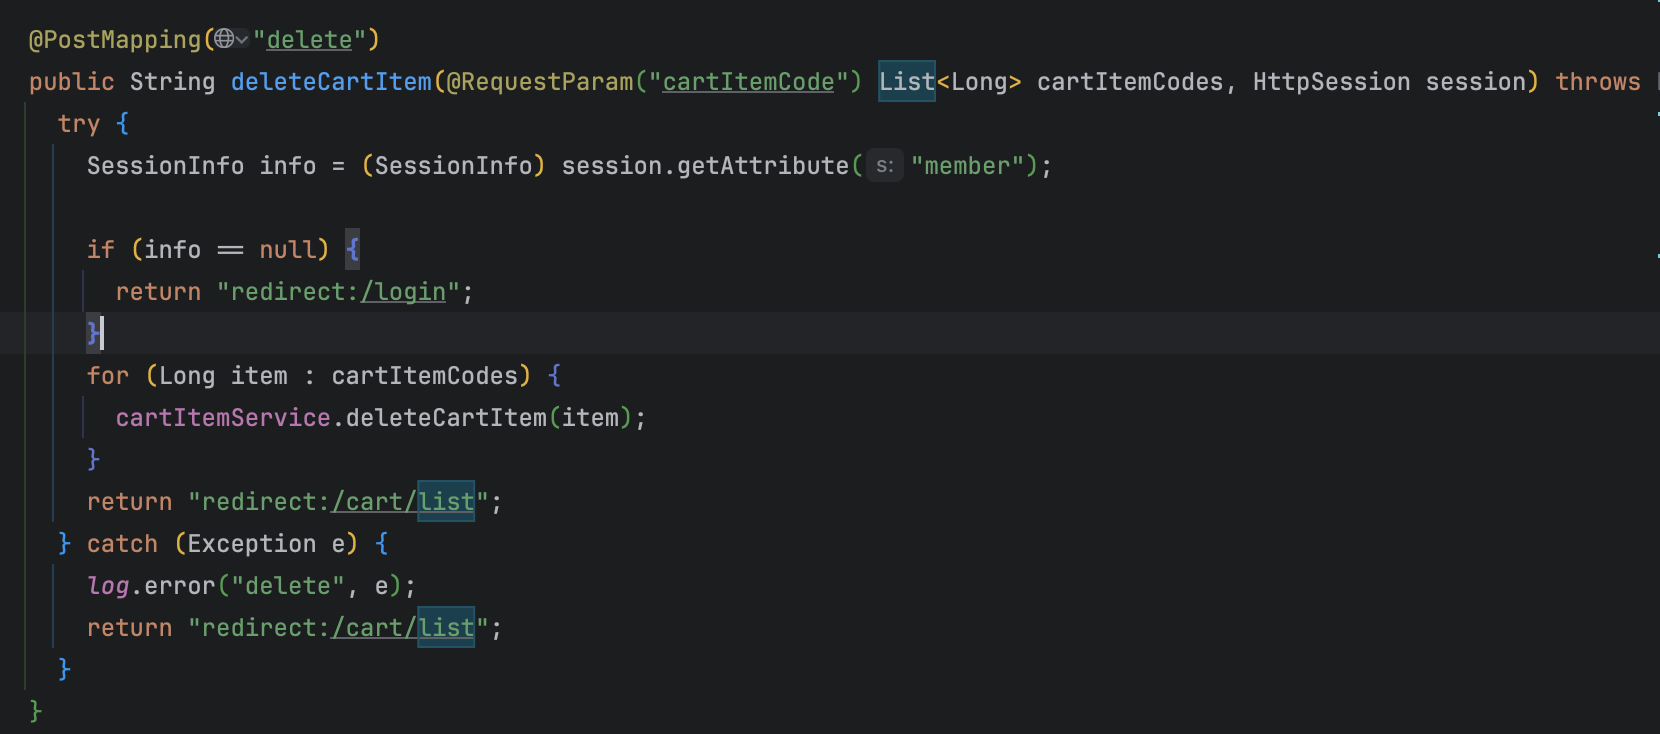 @PostMapping("delete")
public String deleteCartItem(@RequestParam("cartItemCode") List<Long> cartItemCodes, HttpSession session) throws
try {
SessionInfo info = (SessionInfo) session.getAttribute( s: "member");
if (info == null) {
return "redirect:/login";
}
for (Long item : cartItemCodes) {
cartItemService.deleteCartItem(item);
}
return "redirect:/cart/list";
} catch (Exception e) {
log.error("delete", e);
return "redirect:/cart/list";
}
}